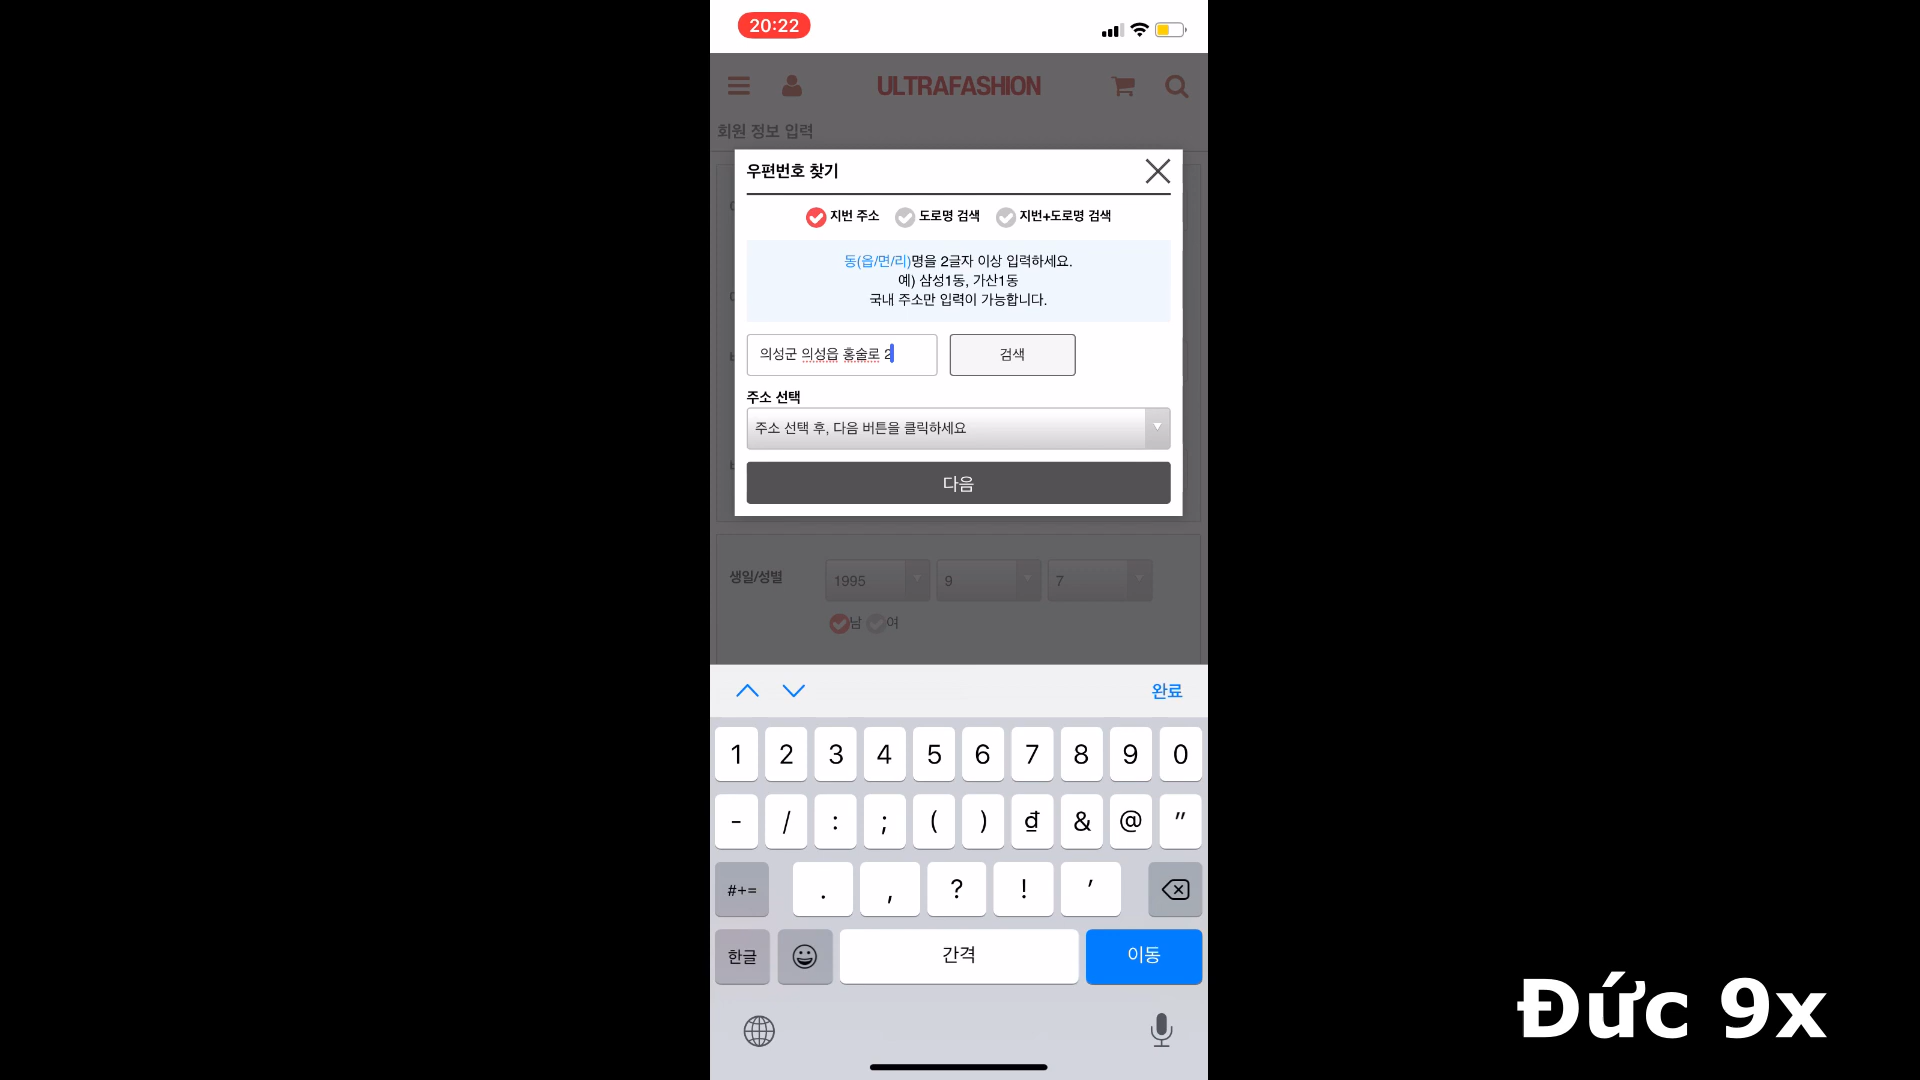 20:22
ULTRAFASHION
회원 정보 입력
우편번호 찾기
지번 주소 도로명 검색 지번+도로명 검색
동(읍/면/리)명을 2글자 이상 입력하세요.
예) 삼성1동, 가산1동
국내 주소만 입력이 가능합니다.
의성군 의성읍 홍술로 2 검색
주소 선택
주소 선택 후, 다음 버튼을 클릭하세요
다음
생일/성별 1995 9 7
남 여
완료
1 2 3 4 5 6 7 8 9 0
- / : ; ( ) ₫ & @ "
#+= . , ? ! '
한글 간격 이동
Đức 9x